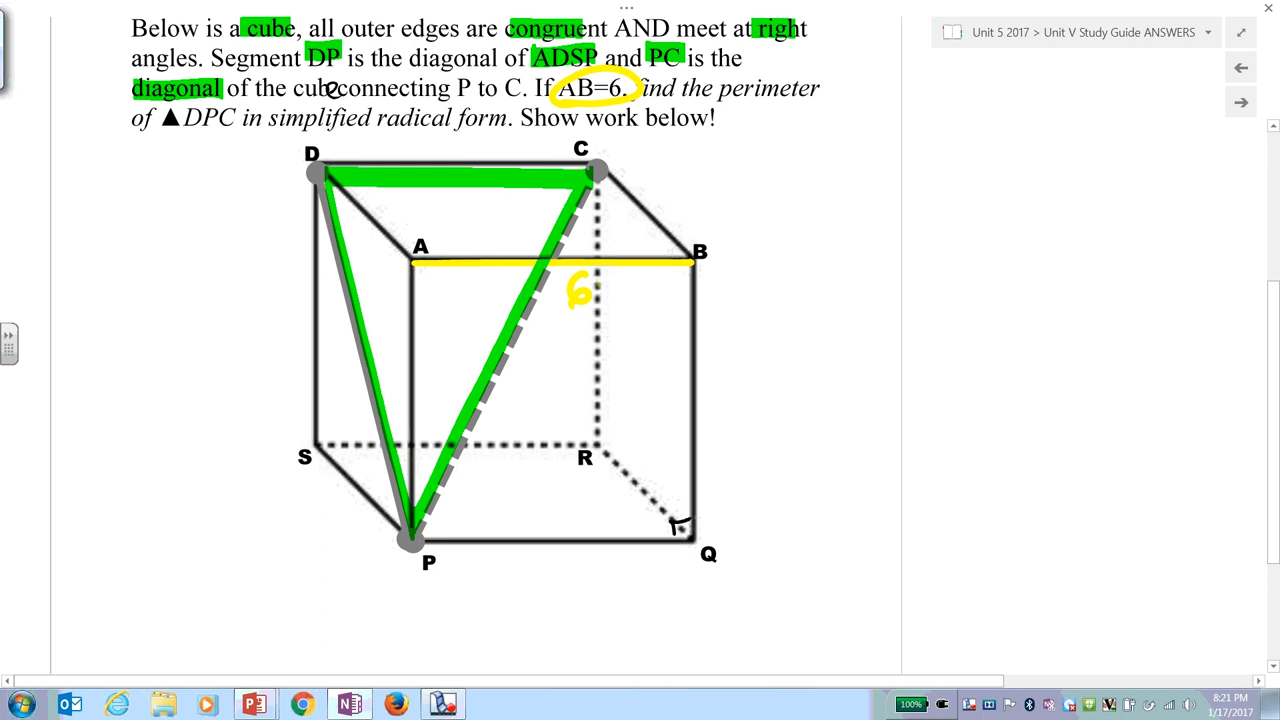 Below is a cube, all outer edges are congruent AND meet at right
angles. Segment DP is the diagonal of ADSP and PC is the
diagonal of the cube connecting P to C. If AB=6, find the perimeter
of ▲DPC in simplified radical form. Show work below!
Unit 5 2017 > Unit V Study Guide ANSWERS
D
C
A
B
6
S
R
P
Q
100%
8:21 PM
1/17/2017